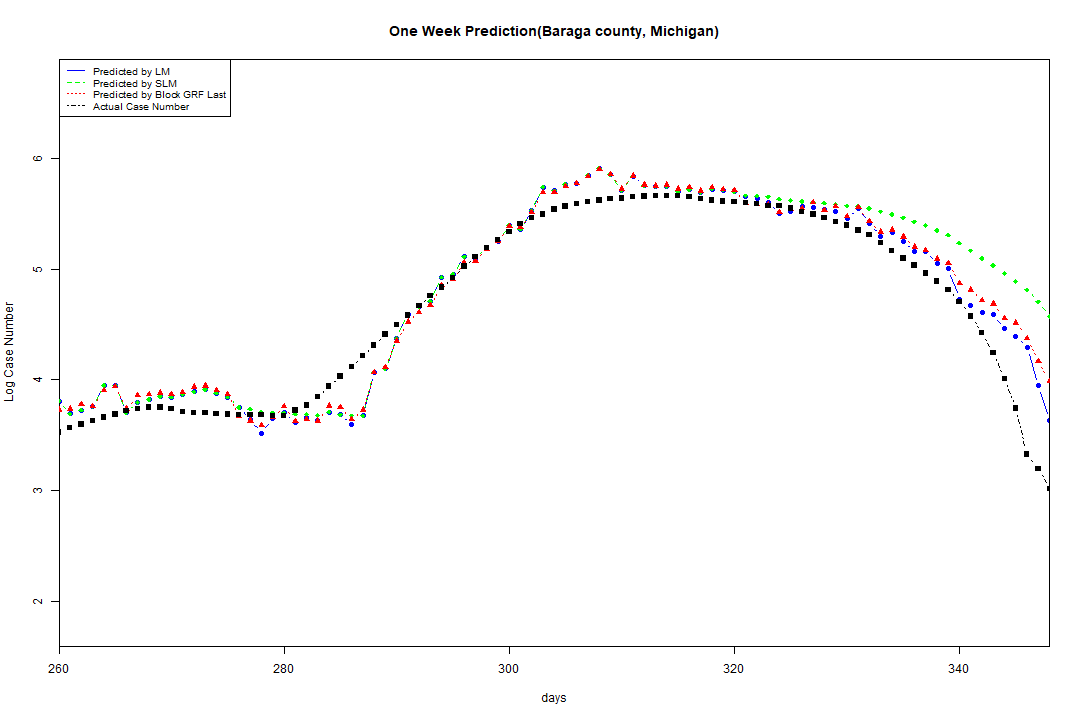 One Week Prediction(Baraga county, Michigan)
Predicted by LM
Predicted by SLM
Predicted by Block GRF Last
Actual Case Number
Log Case Number
6
5
4
3
2
260 280 300 320 340
days